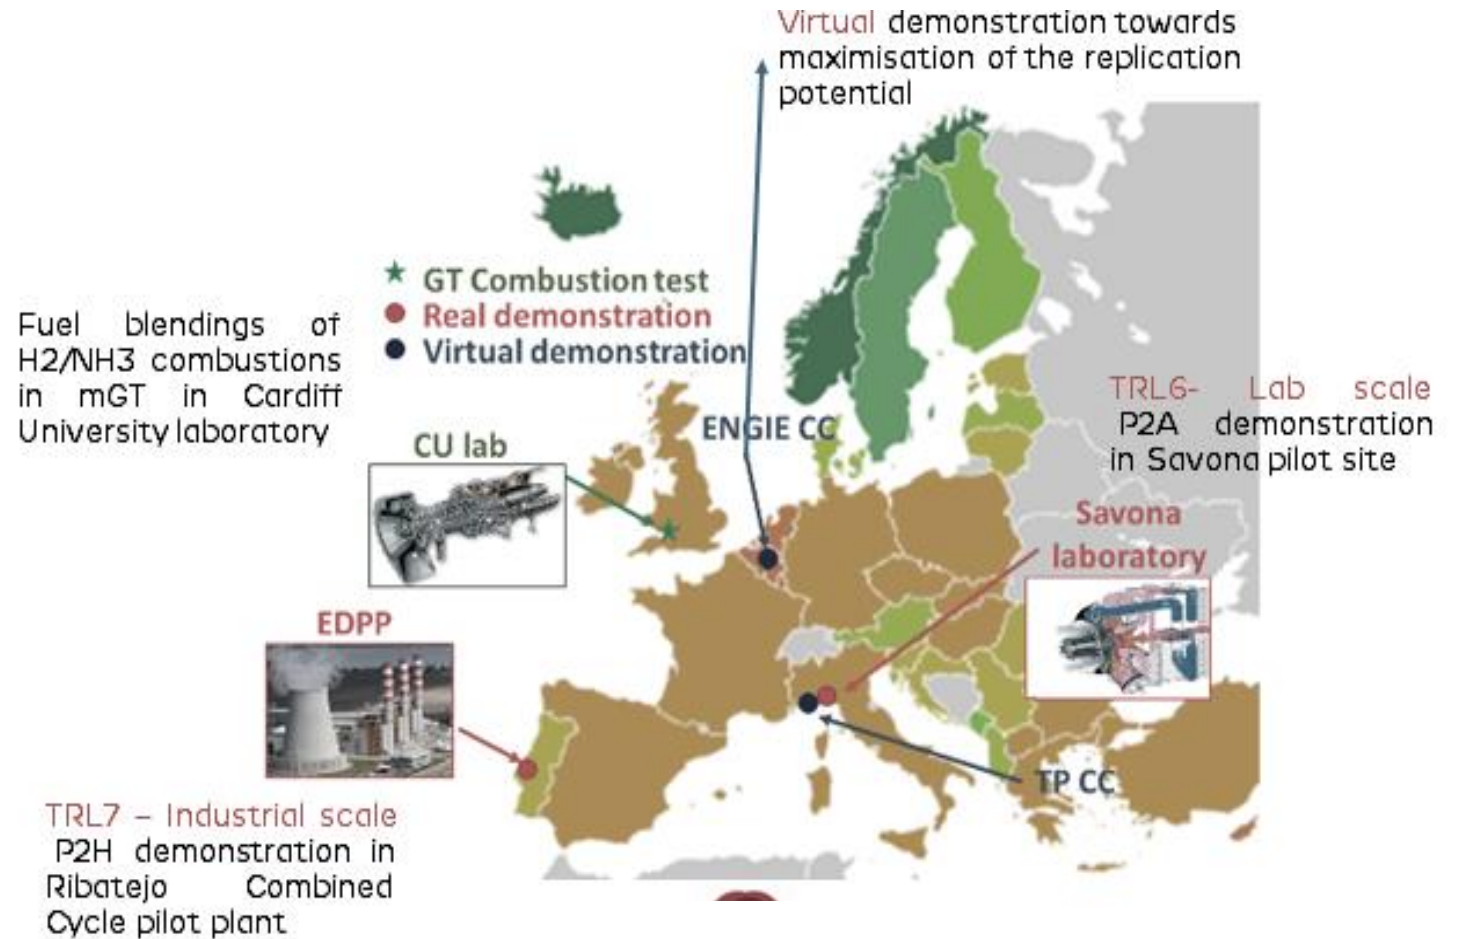 Virtual demonstration towards
maximisation of the replication
potential
GT Combustion test
Real demonstration
Virtual demonstration
Fuel blendings of
H2/NH3 combustions
in mGT in Cardiff
University laboratory
CU lab
ENGIE CC
TRL6- Lab scale
P2A demonstration
in Savona pilot site
Savona
laboratory
EDPP
TP CC
TRL7 – Industrial scale
P2H demonstration in
Ribatejo Combined
Cycle pilot plant